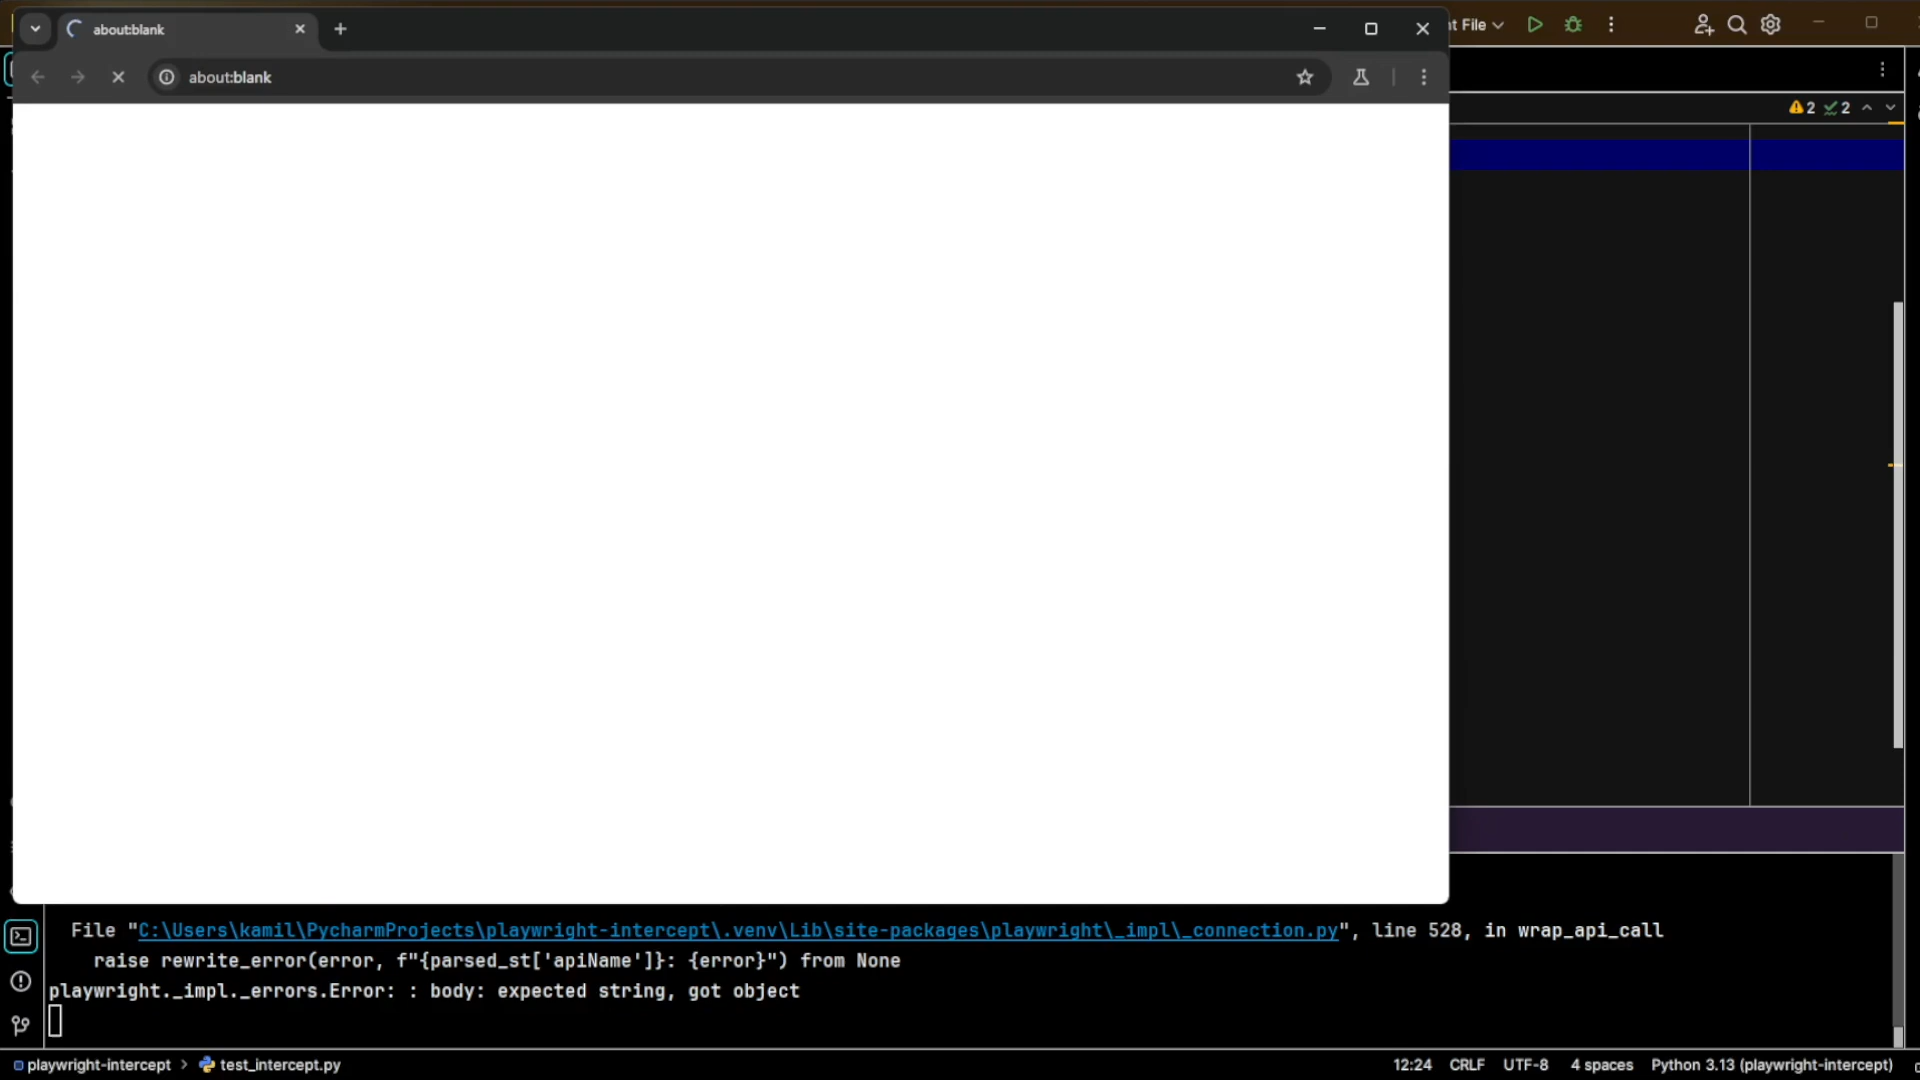 about:blank
t File
about:blank
2 2
File "C:\Users\kamil\PycharmProjects\playwright-intercept\.venv\Lib\site-packages\playwright\_impl\_connection.py", line 528, in wrap_api_call
raise rewrite_error(error, f"{parsed_st['apiName']}: {error}") from None
playwright._impl._errors.Error: : body: expected string, got object
playwright-intercept > test_intercept.py
12:24 CRLF UTF-8 4 spaces Python 3.13 (playwright-intercept)